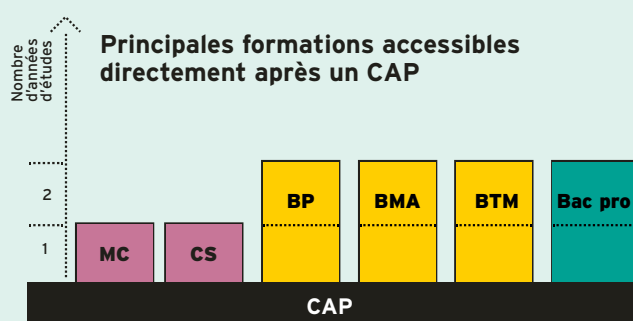 Nombre
d'années
d'études
Principales formations accessibles
directement après un CAP
2
1
MC
CS
BP
BMA
BTM
Bac pro
CAP